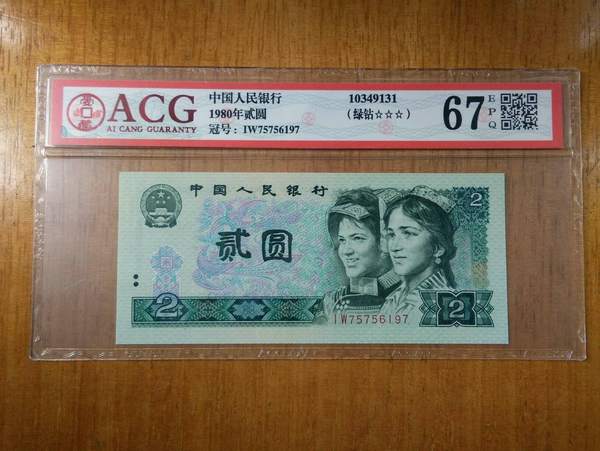 ACG
AI CANG GUARANTY
中国人民银行
1980年贰圆
冠号: IW75756197
10349131
(绿钻☆☆☆)
67
EPQ
中国人民银行
2
贰圆
2
2
IW75756197